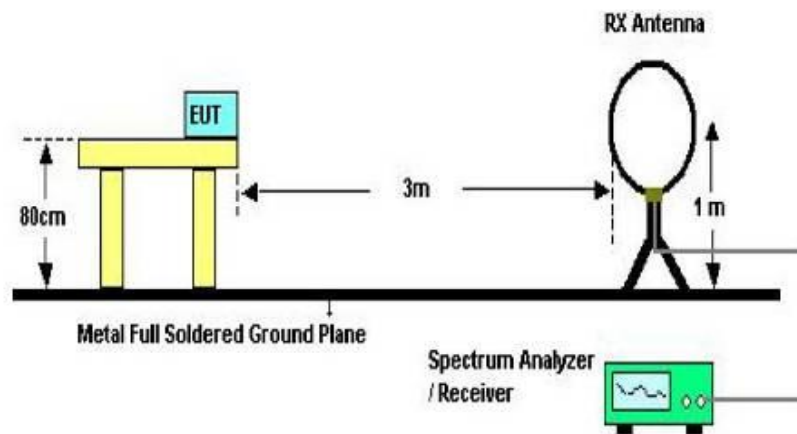 RX Antenna
EUT
3m
80cm
1 m
Metal Full Soldered Ground Plane
Spectrum Analyzer
/ Receiver